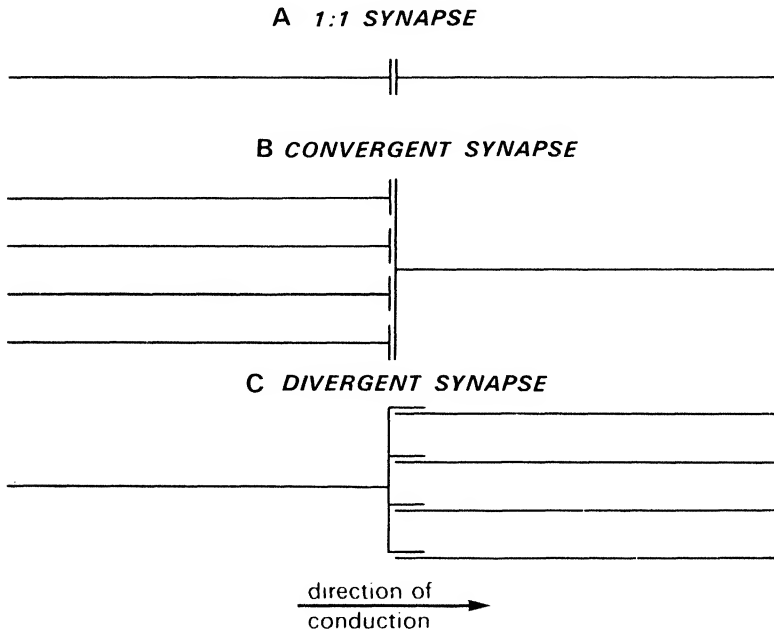 A 1:1 SYNAPSE
B CONVERGENT SYNAPSE
C DIVERGENT SYNAPSE
direction of
conduction